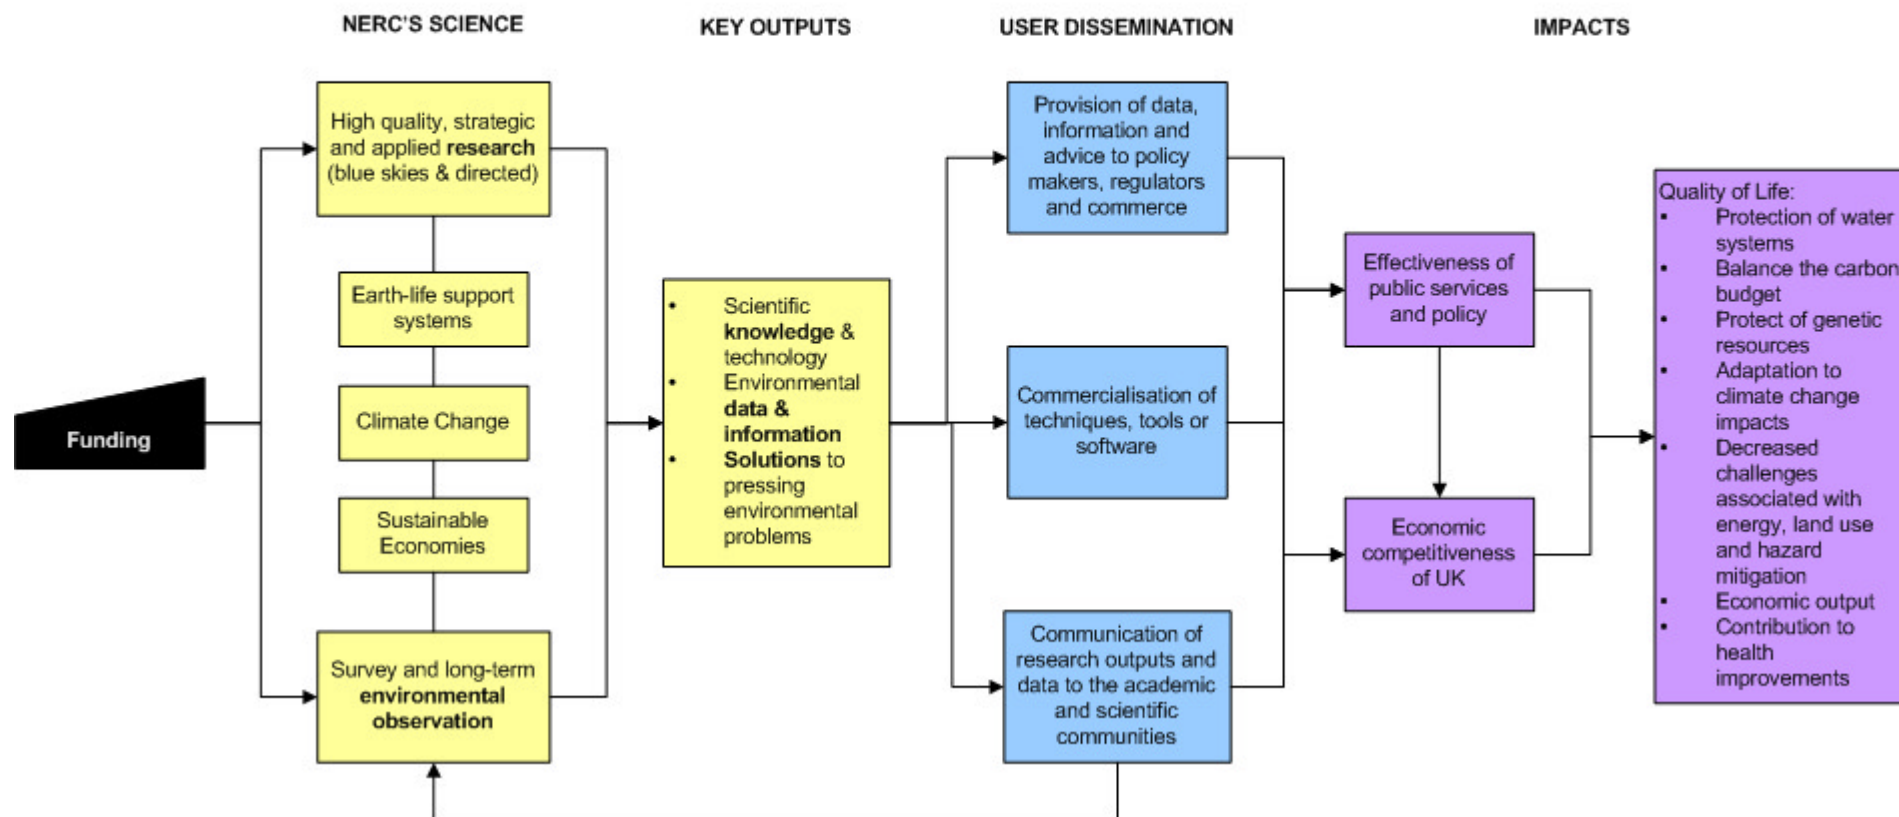 NERC'S SCIENCE
KEY OUTPUTS
USER DISSEMINATION
IMPACTS
Funding
High quality, strategic
and applied research
(blue skies & directed)
Earth-life support
systems
Climate Change
Sustainable
Economies
Survey and long-term
environmental
observation
• Scientific
knowledge &
technology
• Environmental
data &
information
• Solutions to
pressing
environmental
problems
Provision of data,
information and
advice to policy
makers, regulators
and commerce
Commercialisation of
techniques, tools or
software
Communication of
research outputs and
data to the academic
and scientific
communities
Effectiveness of
public services
and policy
Economic
competitiveness
of UK
Quality of Life:
▪ Protection of water
systems
▪ Balance the carbon
budget
▪ Protect of genetic
resources
▪ Adaptation to
climate change
impacts
▪ Decreased
challenges
associated with
energy, land use
and hazard
mitigation
▪ Economic output
▪ Contribution to
health
improvements